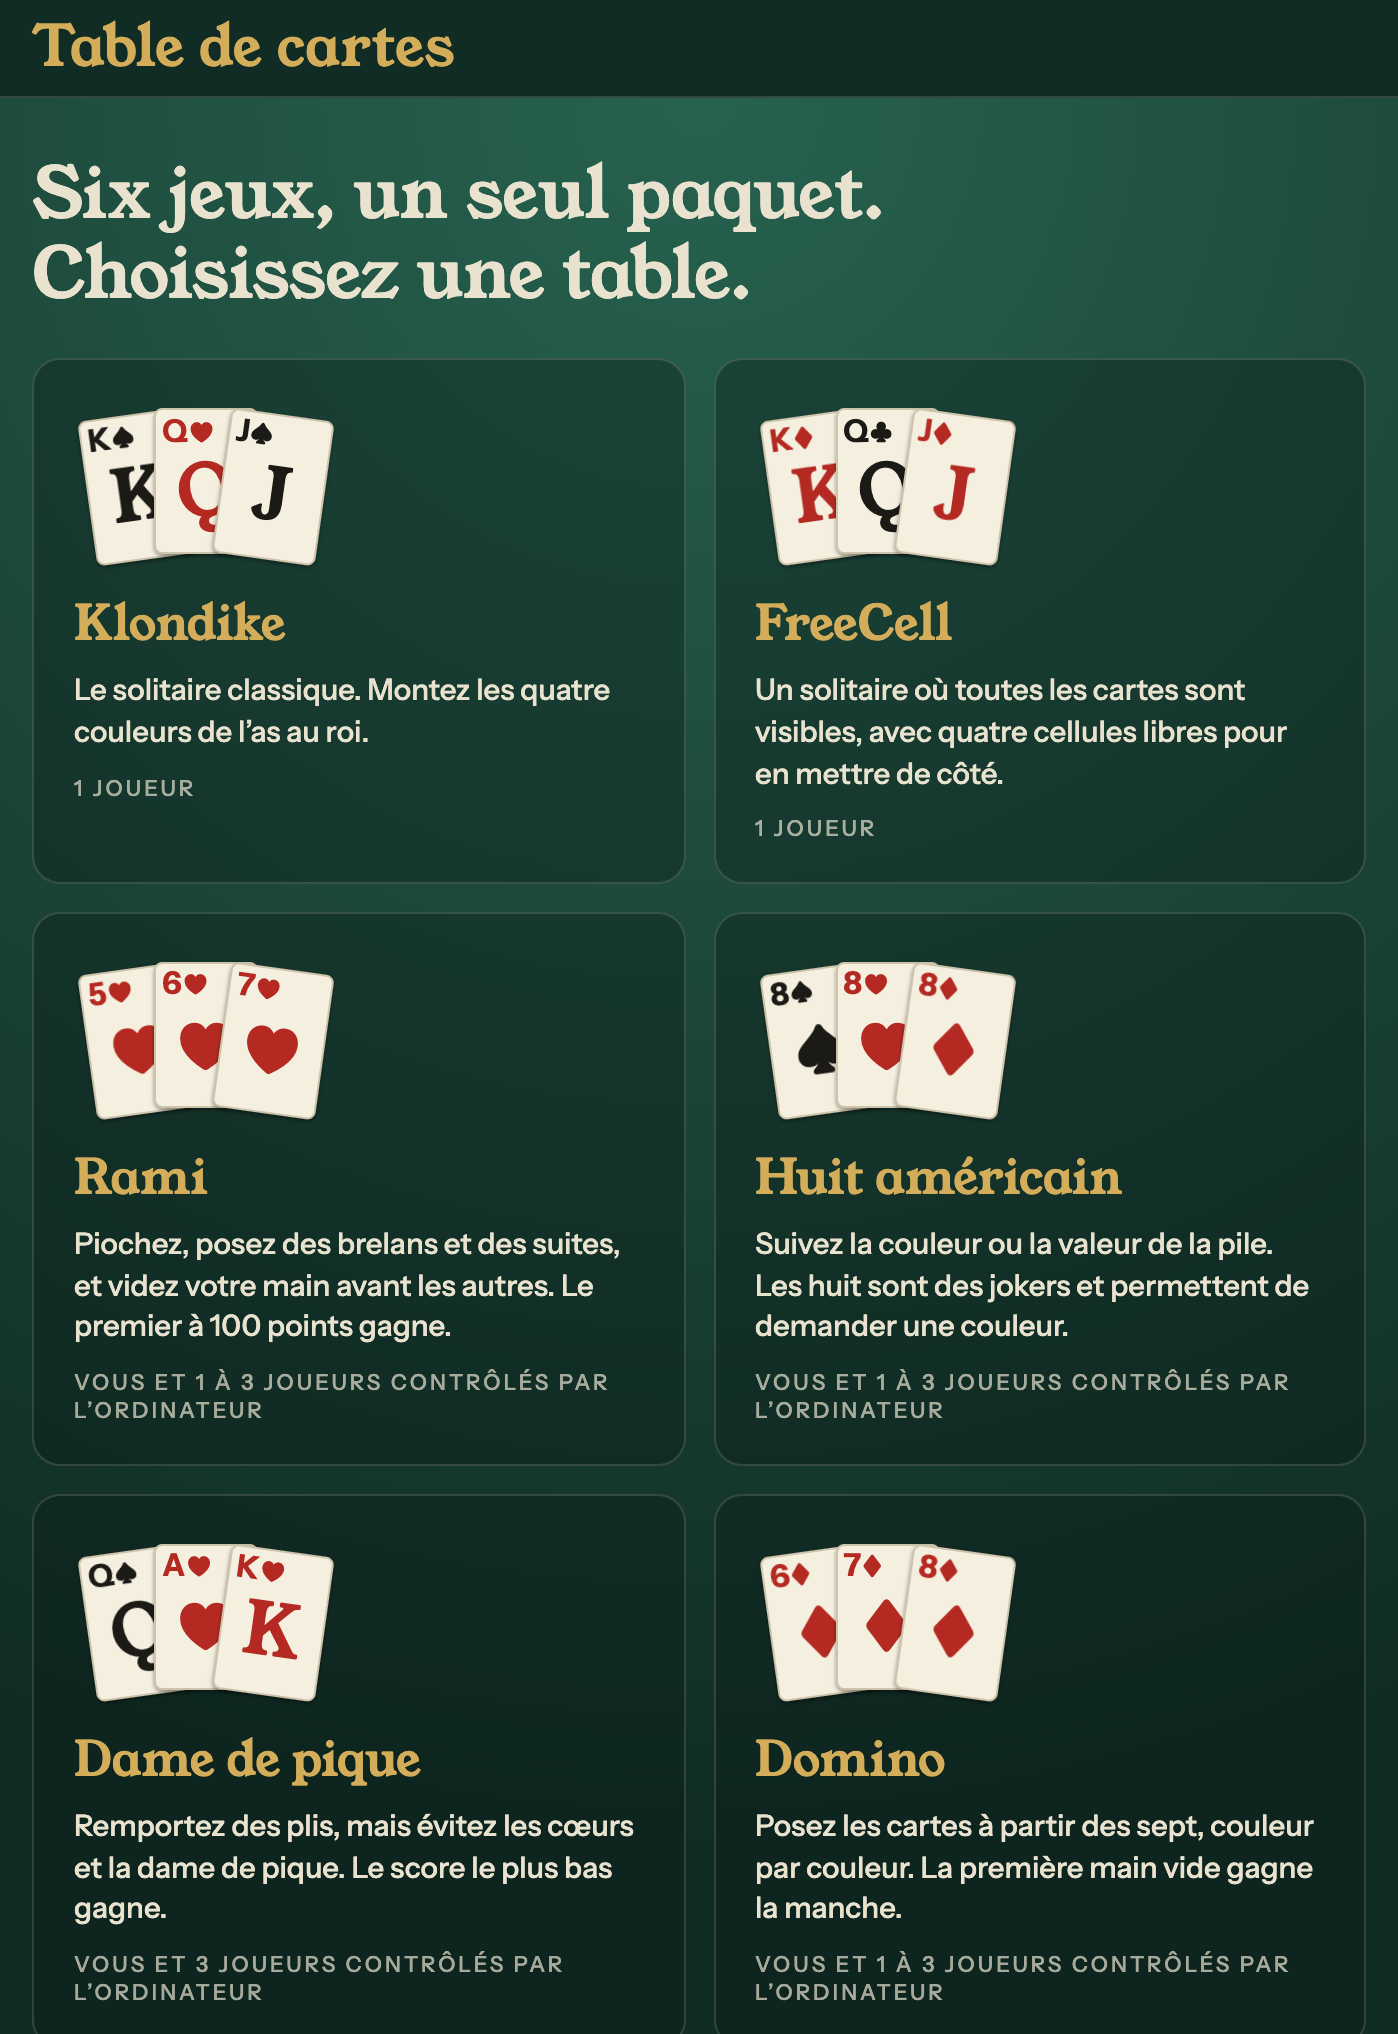 Table de cartes
Six jeux, un seul paquet.
Choisissez une table.
K♠ Q♥ J♠
K Q J
Klondike
Le solitaire classique. Montez les quatre
couleurs de l’as au roi.
1 JOUEUR
K♦ Q♣ J♦
K Q J
FreeCell
Un solitaire où toutes les cartes sont
visibles, avec quatre cellules libres pour
en mettre de côté.
1 JOUEUR
5♥ 6♥ 7♥
Rami
Piochez, posez des brelans et des suites,
et videz votre main avant les autres. Le
premier à 100 points gagne.
VOUS ET 1 À 3 JOUEURS CONTRÔLÉS PAR
L’ORDINATEUR
8♠ 8♥ 8♦
Huit américain
Suivez la couleur ou la valeur de la pile.
Les huit sont des jokers et permettent de
demander une couleur.
VOUS ET 1 À 3 JOUEURS CONTRÔLÉS PAR
L’ORDINATEUR
Q♠ A♥ K♥
Q K
Dame de pique
Remportez des plis, mais évitez les cœurs
et la dame de pique. Le score le plus bas
gagne.
VOUS ET 3 JOUEURS CONTRÔLÉS PAR
L’ORDINATEUR
6♦ 7♦ 8♦
Domino
Posez les cartes à partir des sept, couleur
par couleur. La première main vide gagne
la manche.
VOUS ET 1 À 3 JOUEURS CONTRÔLÉS PAR
L’ORDINATEUR